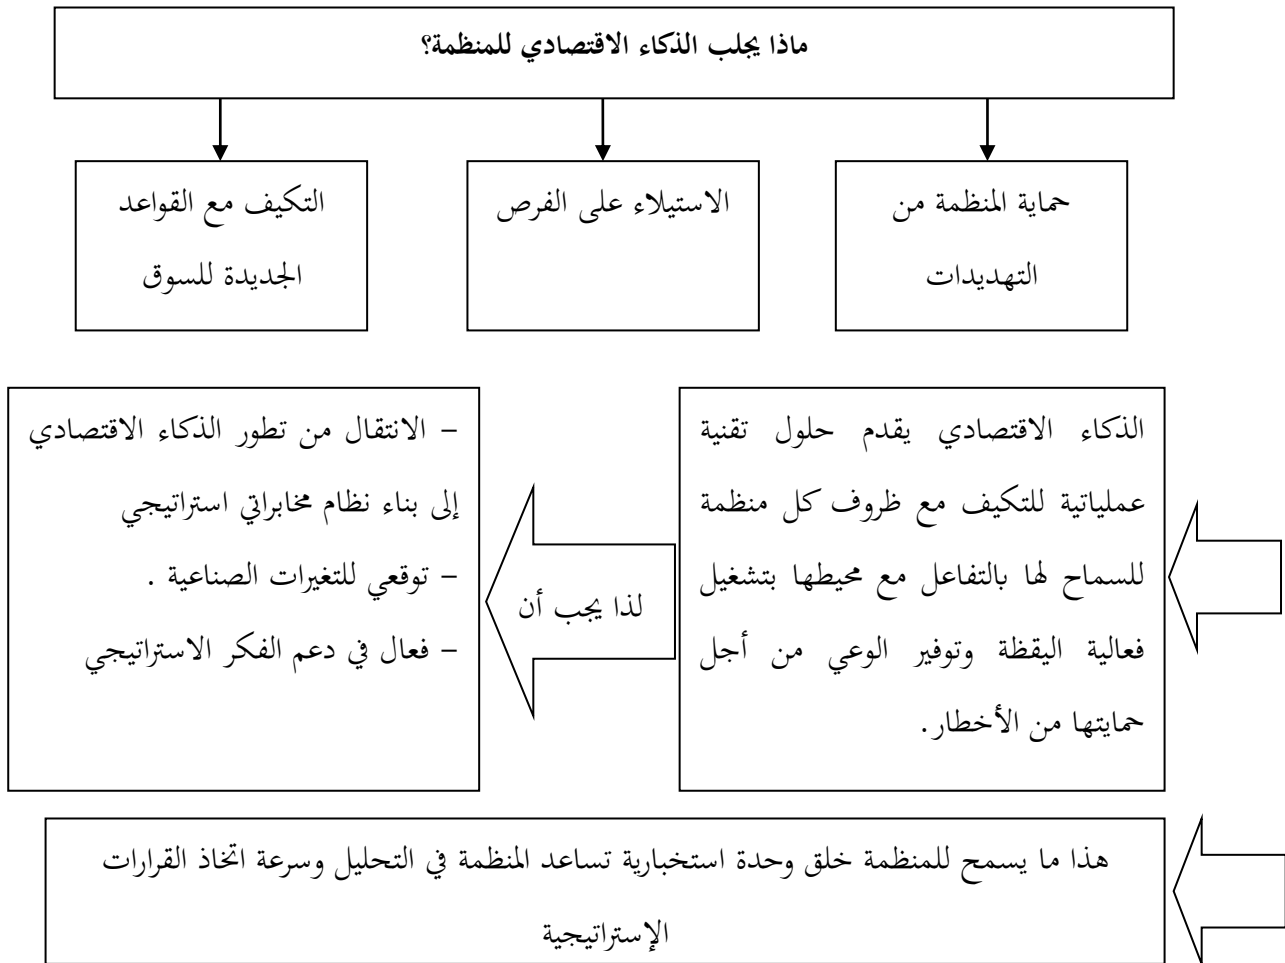 ماذا يجلب الذكاء الاقتصادي للمنظمة؟
حماية المنظمة من
التهديدات
الاستيلاء على الفرص
التكيف مع القواعد
الجديدة للسوق
الذكاء الاقتصادي يقدم حلول تقنية
عملياتية للتكيف مع ظروف كل منظمة
للسماح لها بالتفاعل مع محيطها بتشغيل
فعالية اليقظة وتوفير الوعي من أجل
حمايتها من الأخطار.
لذا يجب أن
– الانتقال من تطور الذكاء الاقتصادي
إلى بناء نظام مخابراتي استراتيجي
– توقعي للتغيرات الصناعية .
– فعال في دعم الفكر الاستراتيجي
هذا ما يسمح للمنظمة خلق وحدة استخبارية تساعد المنظمة في التحليل وسرعة اتخاذ القرارات
الإستراتيجية